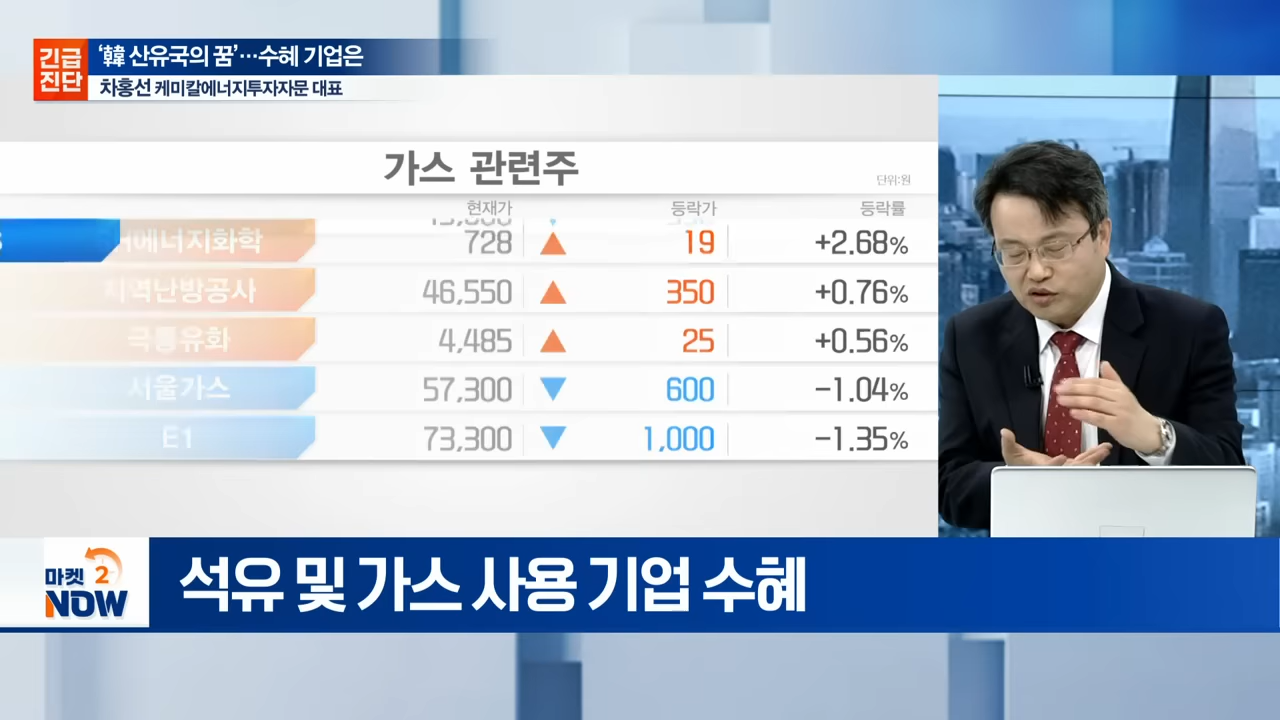 긴급
진단
‘韓 산유국의 꿈’…수혜 기업은
차홍선 케미칼에너지투자자문 대표
가스 관련주
단위:원
현재가 등락가 등락률
728 ▲ 19 +2.68%
지역난방공사 46,550 ▲ 350 +0.76%
극동유화 4,485 ▲ 25 +0.56%
서울가스 57,300 ▼ 600 -1.04%
E1 73,300 ▼ 1,000 -1.35%
마켓 2
NOW
석유 및 가스 사용 기업 수혜